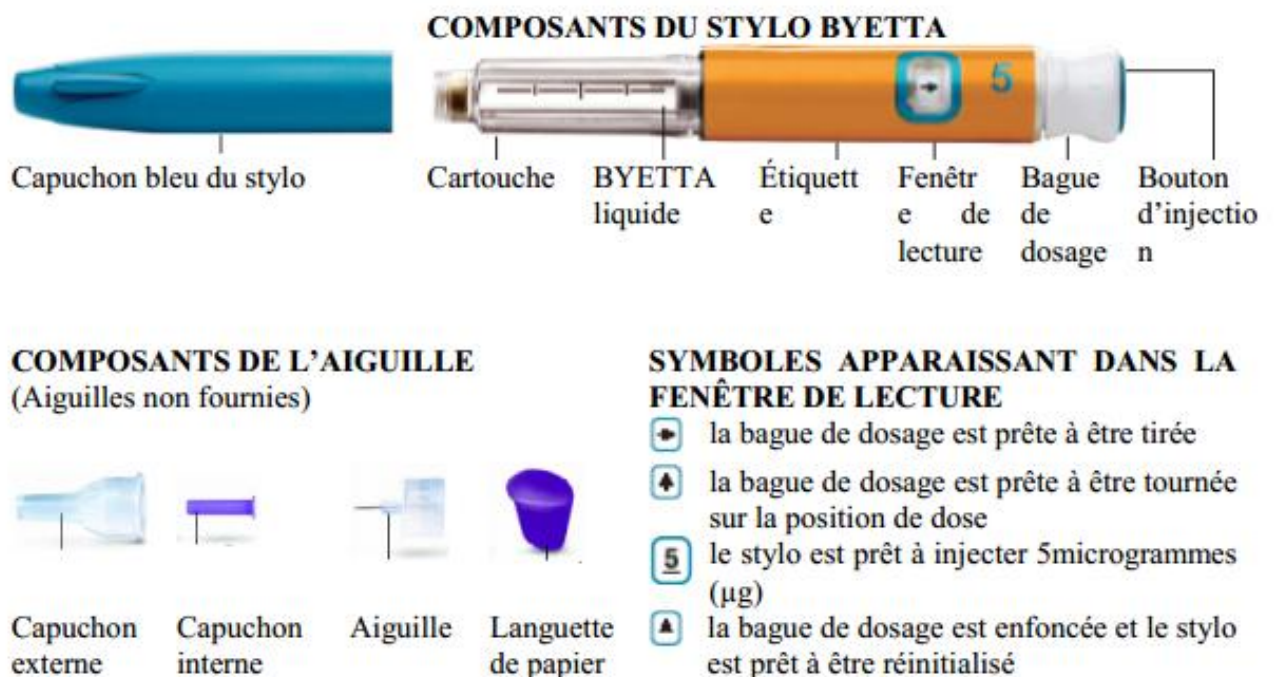 COMPOSANTS DU STYLO BYETTA
5
Capuchon bleu du stylo
Cartouche
BYETTA
liquide
Étiquett
e
Fenêtr
e de
lecture
Bague
de
dosage
Bouton
d’injectio
n
COMPOSANTS DE L’AIGUILLE
(Aiguilles non fournies)
Capuchon
externe
Capuchon
interne
Aiguille
Languette
de papier
SYMBOLES APPARAISSANT DANS LA
FENÊTRE DE LECTURE
la bague de dosage est prête à être tirée
la bague de dosage est prête à être tournée
sur la position de dose
5 le stylo est prêt à injecter 5microgrammes
(µg)
la bague de dosage est enfoncée et le stylo
est prêt à être réinitialisé